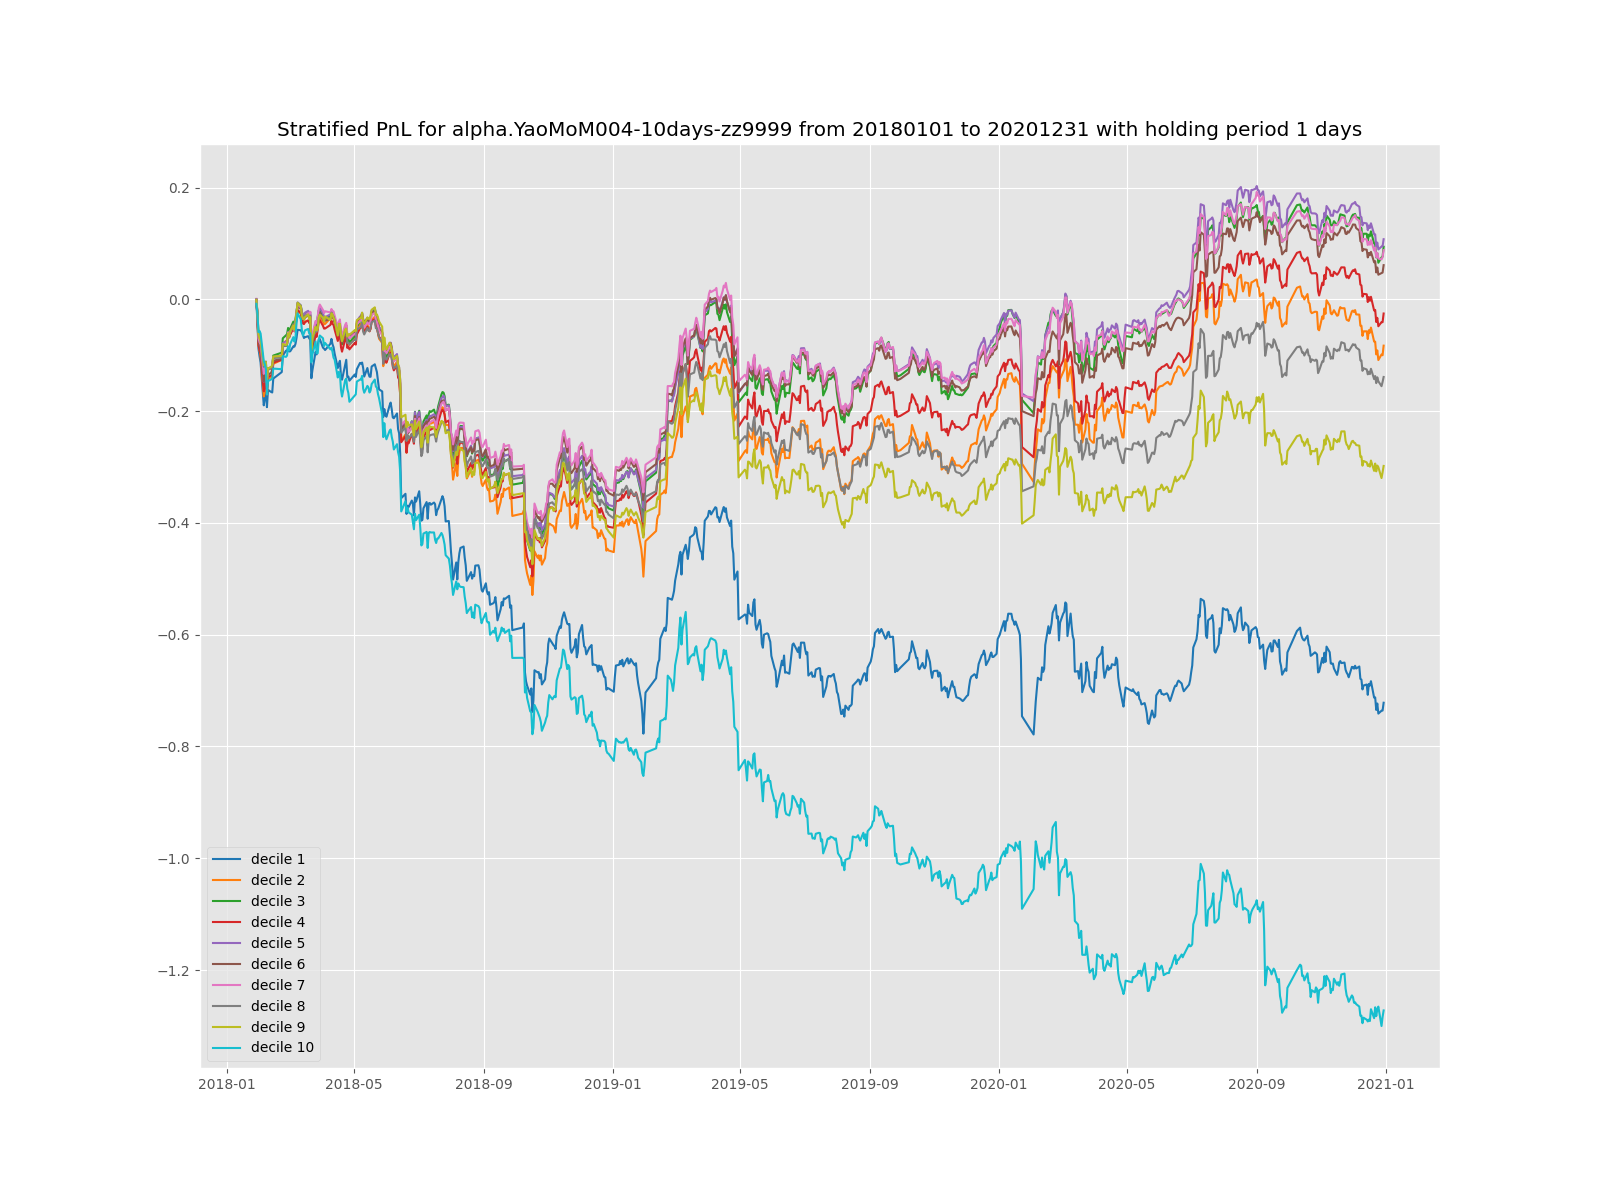 Stratified PnL for alpha.YaoMoM004-10days-zz9999 from 20180101 to 20201231 with holding period 1 days
0.2
0.0
−0.2
−0.4
−0.6
−0.8
−1.0
−1.2
decile 1
decile 2
decile 3
decile 4
decile 5
decile 6
decile 7
decile 8
decile 9
decile 10
2018-01
2018-05
2018-09
2019-01
2019-05
2019-09
2020-01
2020-05
2020-09
2021-01